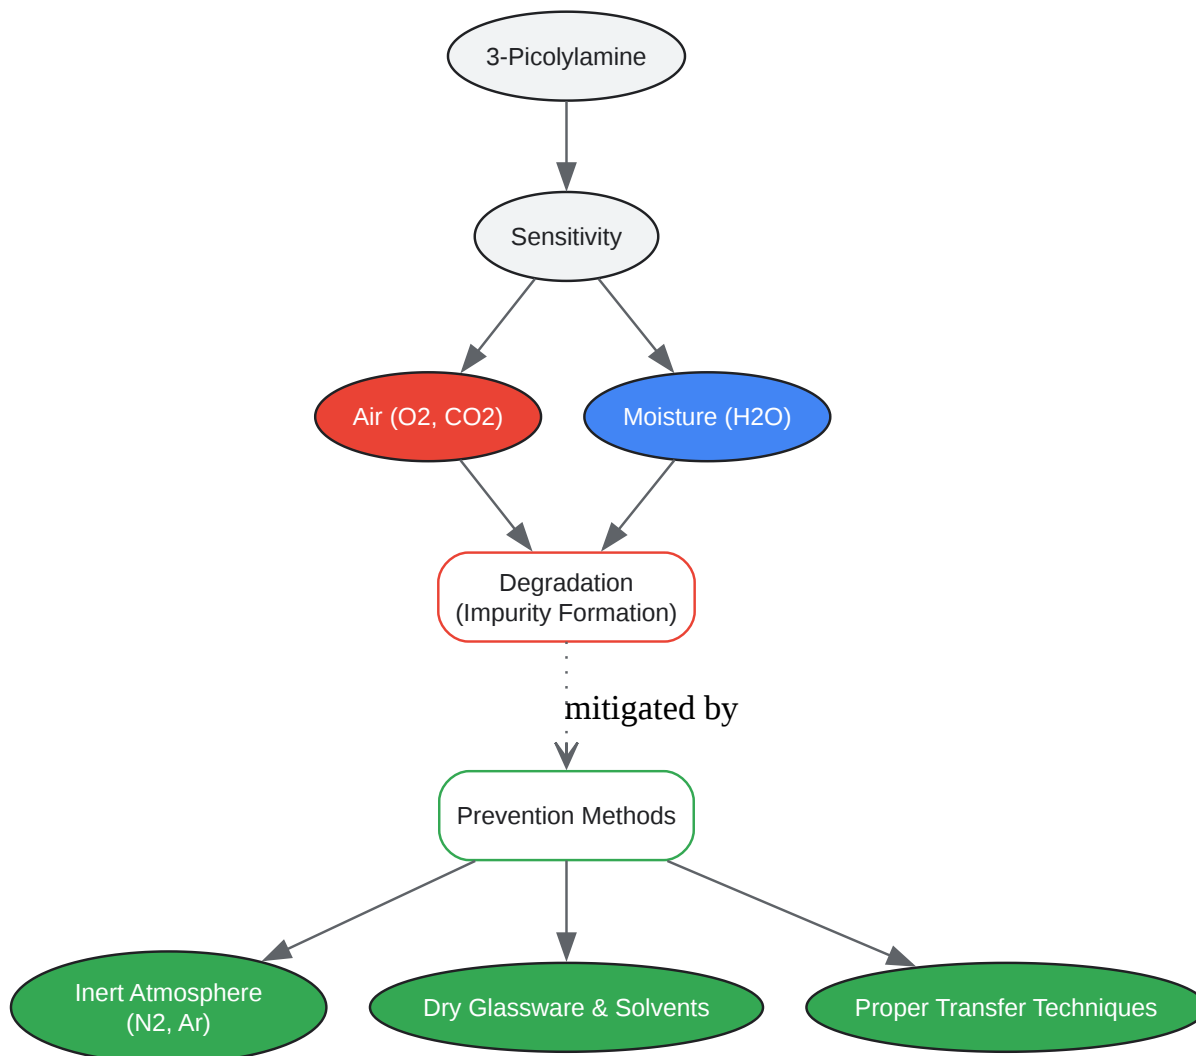 3-Picolylamine
Sensitivity
Air (O2, CO2)
Moisture (H2O)
Degradation
(Impurity Formation)
mitigated by
Prevention Methods
Inert Atmosphere
(N2, Ar)
Dry Glassware & Solvents
Proper Transfer Techniques